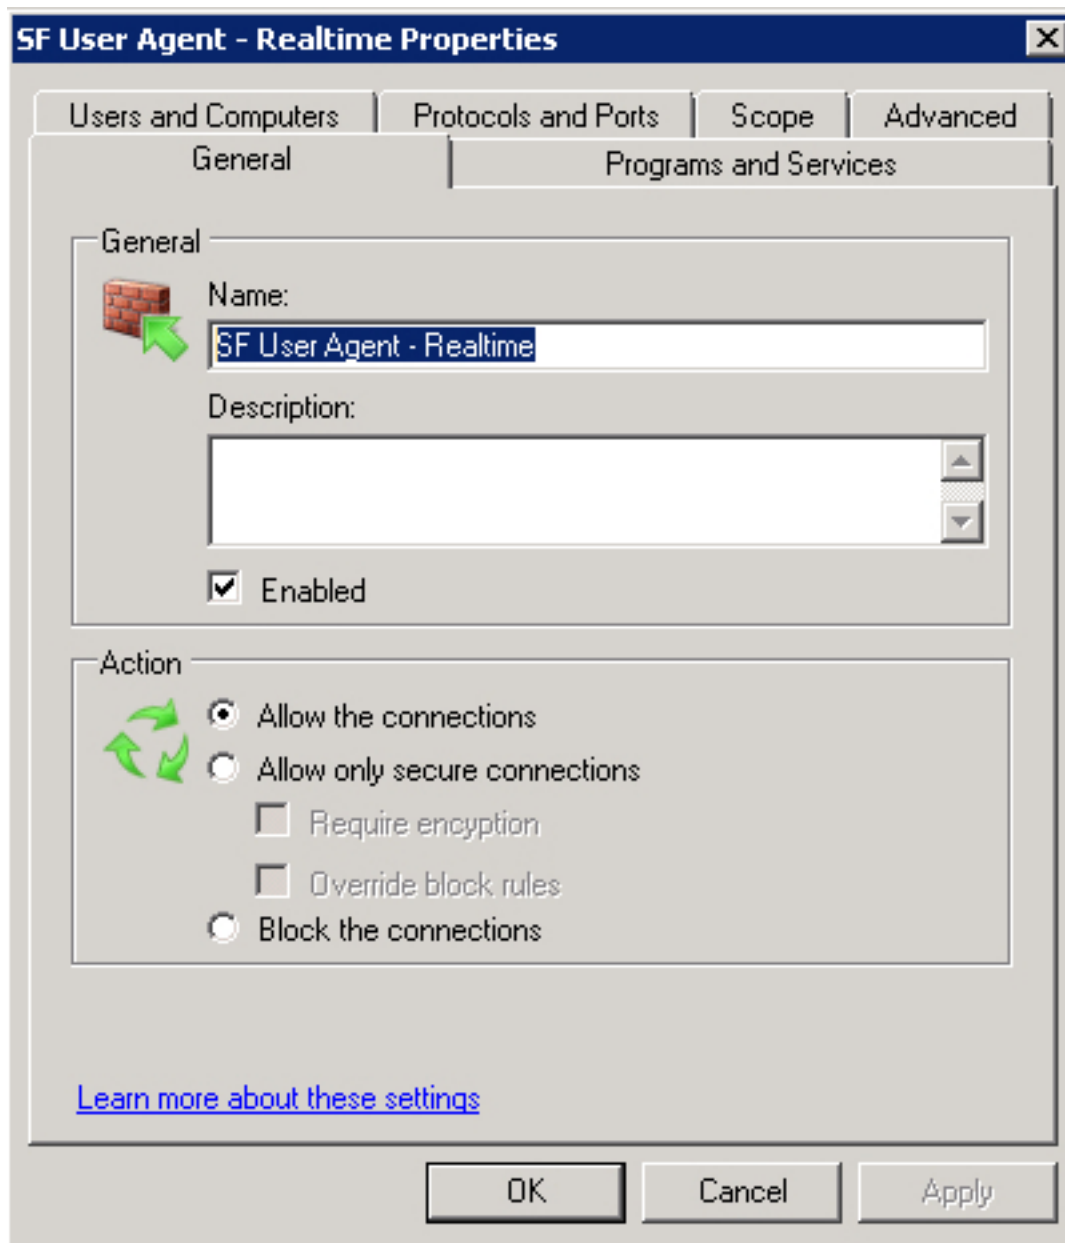 SF User Agent - Realtime Properties
Users and Computers
Protocols and Ports
Scope
Advanced
General
Programs and Services
General
Name:
SF User Agent - Realtime
Description:
Enabled
Action
Allow the connections
Allow only secure connections
Require encyption
Override block rules
Block the connections
Learn more about these settings
OK
Cancel
Apply